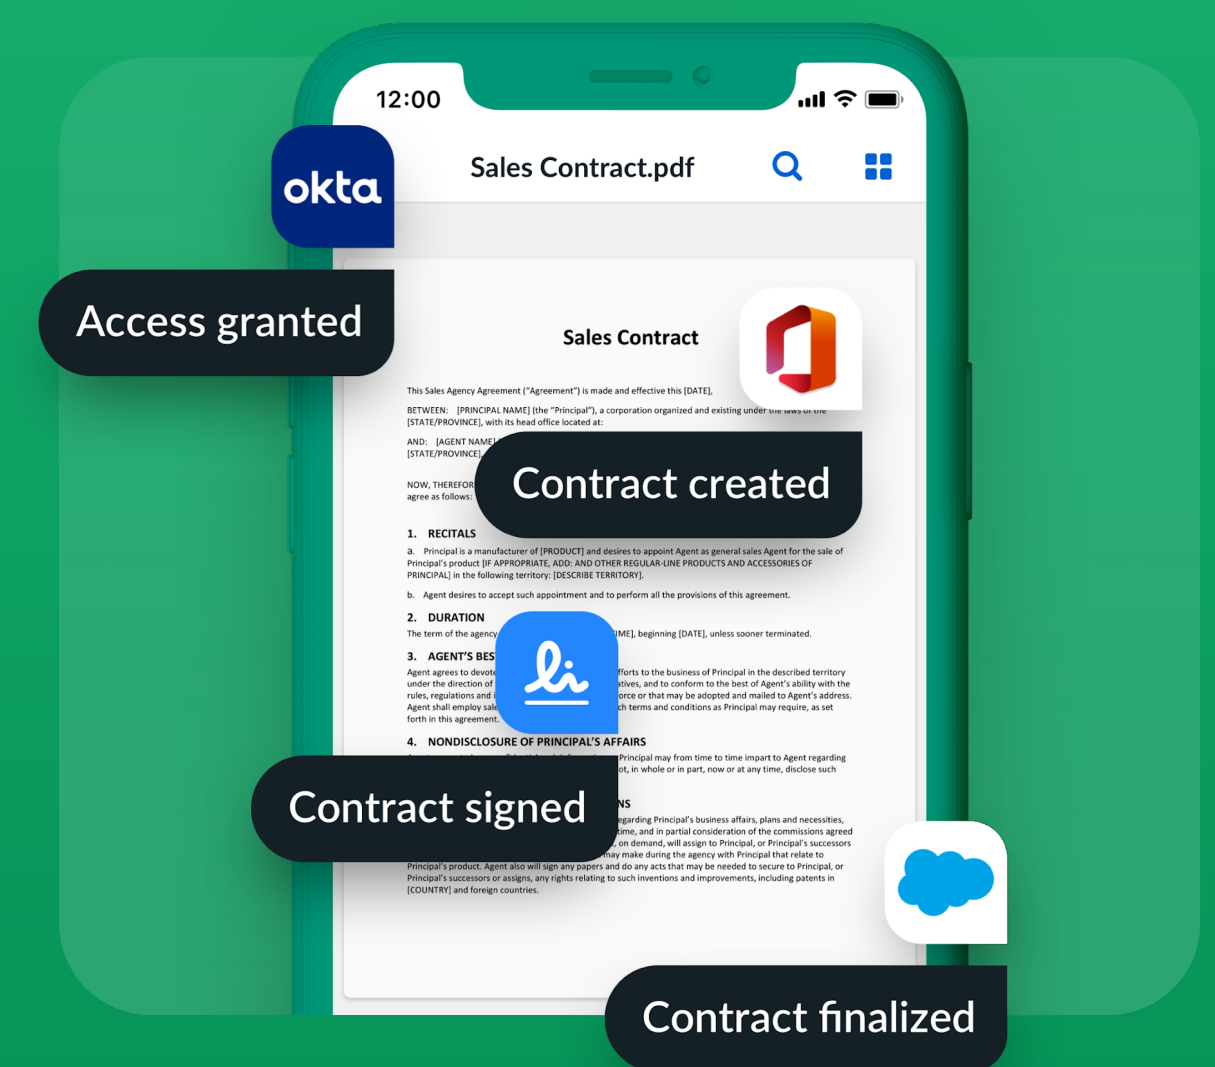 12:00
Sales Contract.pdf
okta
Access granted
Sales Contract
This Sales Agency Agreement (“Agreement”) is made and effective this [DATE],
BETWEEN: [PRINCIPAL NAME] (the “Principal”), a corporation organized and existing under the laws of the
[STATE/PROVINCE], with its head office located at:
AND: [AGENT NAME]
[STATE/PROVINCE],
Contract created
NOW, THEREFOR
agree as follows:
1. RECITALS
a. Principal is a manufacturer of [PRODUCT] and desires to appoint Agent as general sales Agent for the sale of
Principal’s product [IF APPROPRIATE, ADD: AND OTHER REGULAR-LINE PRODUCTS AND ACCESSORIES OF
PRINCIPAL] in the following territory: [DESCRIBE TERRITORY].
b. Agent desires to accept such appointment and to perform all the provisions of this agreement.
2. DURATION
The term of the agency IME], beginning [DATE], unless sooner terminated.
3. AGENT’S BES
Agent agrees to devote fforts to the business of Principal in the described territory
under the direction of atives, and to conform to the best of Agent’s ability with the
rules, regulations and i orce or that may be adopted and mailed to Agent’s address.
Agent shall employ sale ch terms and conditions as Principal may require, as set
forth in this agreement.
4. NONDISCLOSURE OF PRINCIPAL’S AFFAIRS
Principal may from time to time impart to Agent regarding
ot, in whole or in part, now or at any time, disclose such
Contract signed
NS
egarding Principal’s business affairs, plans and necessities,
time, and in partial consideration of the commissions agreed
, on demand, will assign to Principal, or Principal’s successors
may make during the agency with Principal that relate to
Principal’s product. Agent also will sign any papers and do any acts that may be needed to secure to Principal, or
Principal’s successors or assigns, any rights relating to such inventions and improvements, including patents in
[COUNTRY] and foreign countries.
Contract finalized